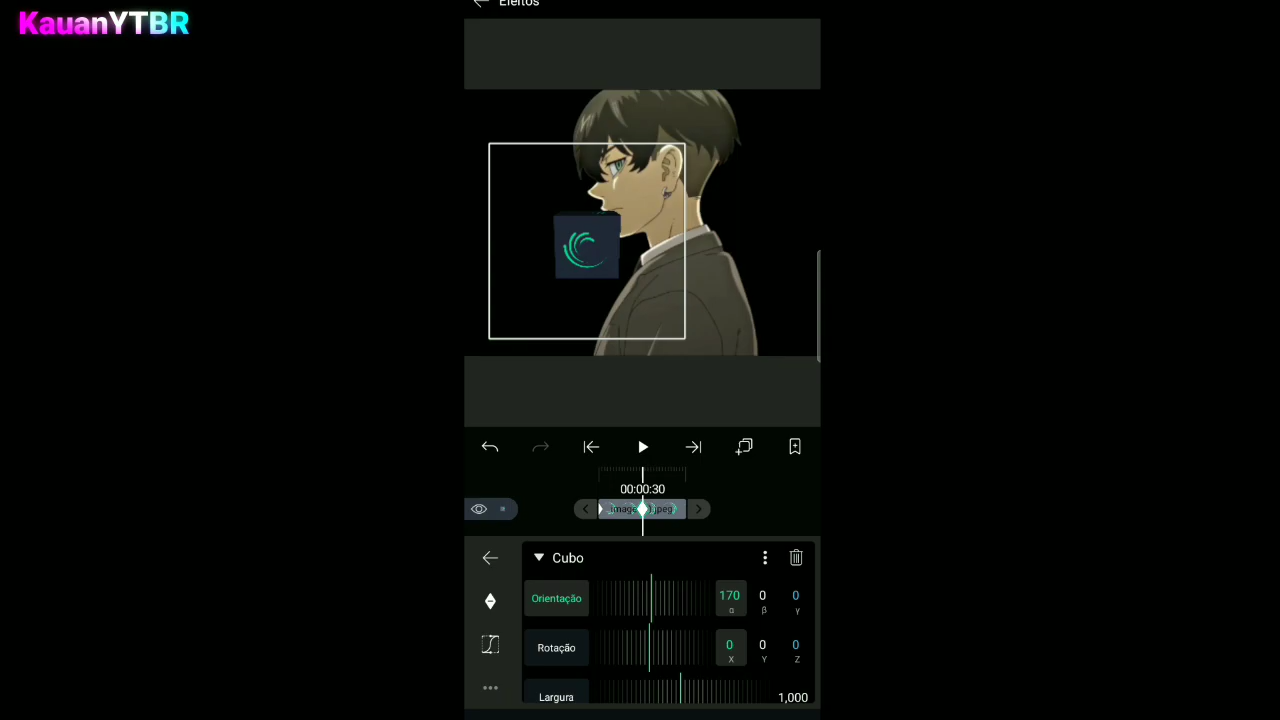 KauanYTBR
Efeitos
00:00:30
Cubo
Orientação
170
0
0
α
β
γ
Rotação
0
0
0
X
Y
Z
Largura
1,000